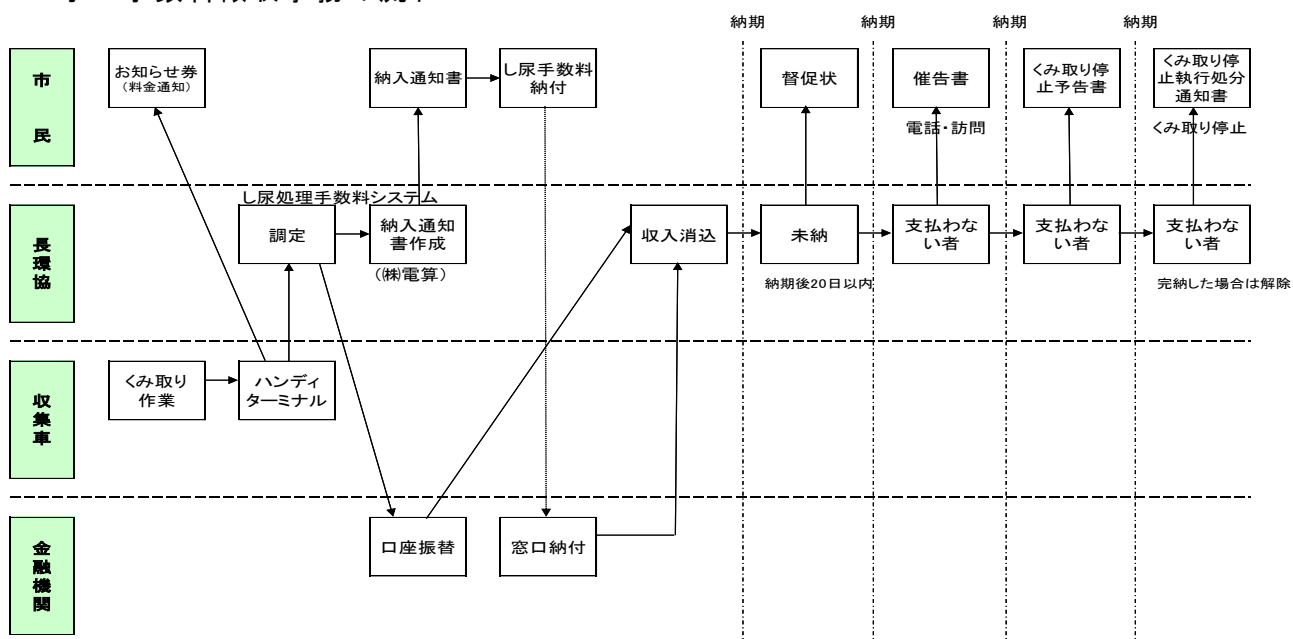 納期
納期
納期
納期
市
民
お知らせ券
（料金通知）
納入通知書
し尿手数料
納付
督促状
催告書
くみ取り停
止予告書
くみ取り停
止執行処分
通知書
電話・訪問
くみ取り停止
し尿処理手数料システム
長
環
協
調定
納入通知
書作成
（㈱電算）
収入消込
未納
支払わな
い者
支払わな
い者
支払わな
い者
納期後20日以内
完納した場合は解除
収
集
車
くみ取り
作業
ハンディ
ターミナル
金
融
機
関
口座振替
窓口納付